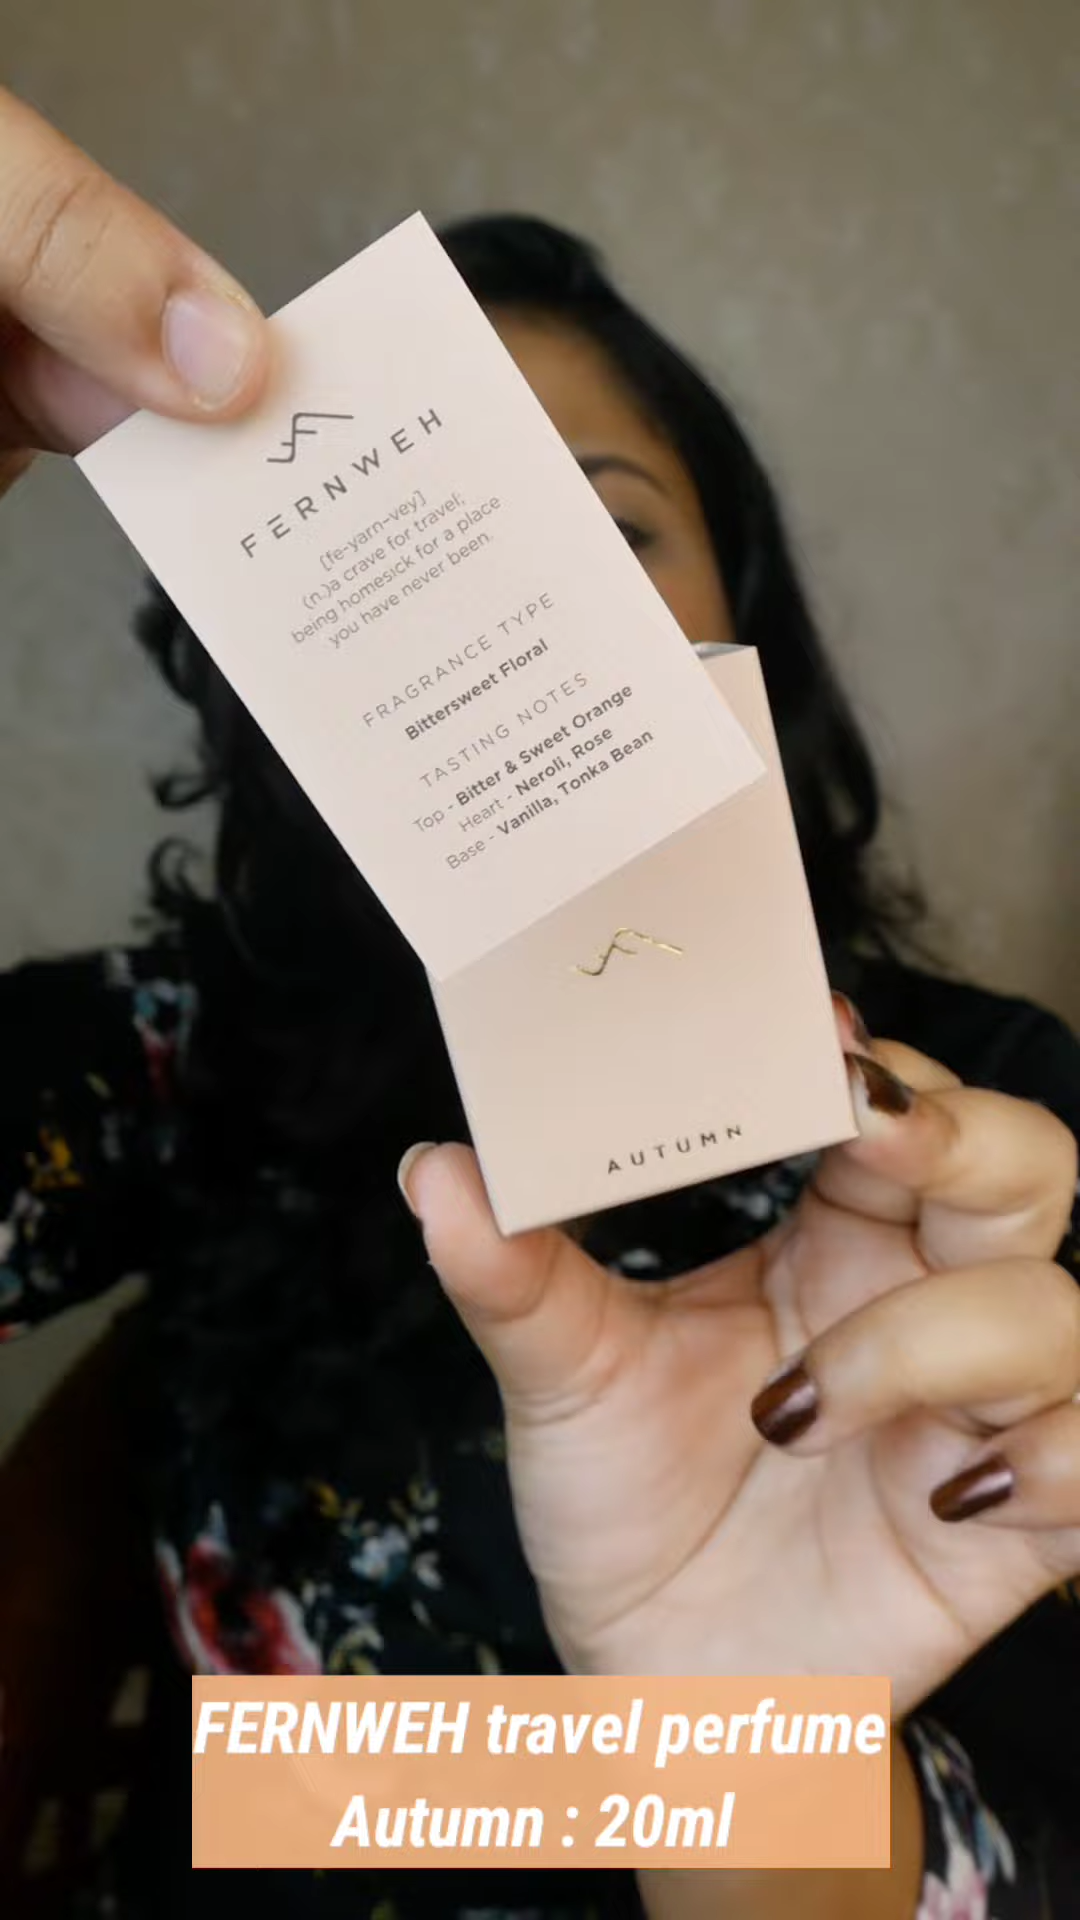 FERNWEH
[fe-yarn-vey]
(n.)a crave for travel;
being homesick for a place
you have never been.
FRAGRANCE TYPE
Bittersweet Floral
TASTING NOTES
Top - Bitter & Sweet Orange
Heart - Neroli, Rose
Base - Vanilla, Tonka Bean
AUTUMN
FERNWEH travel perfume
Autumn : 20ml